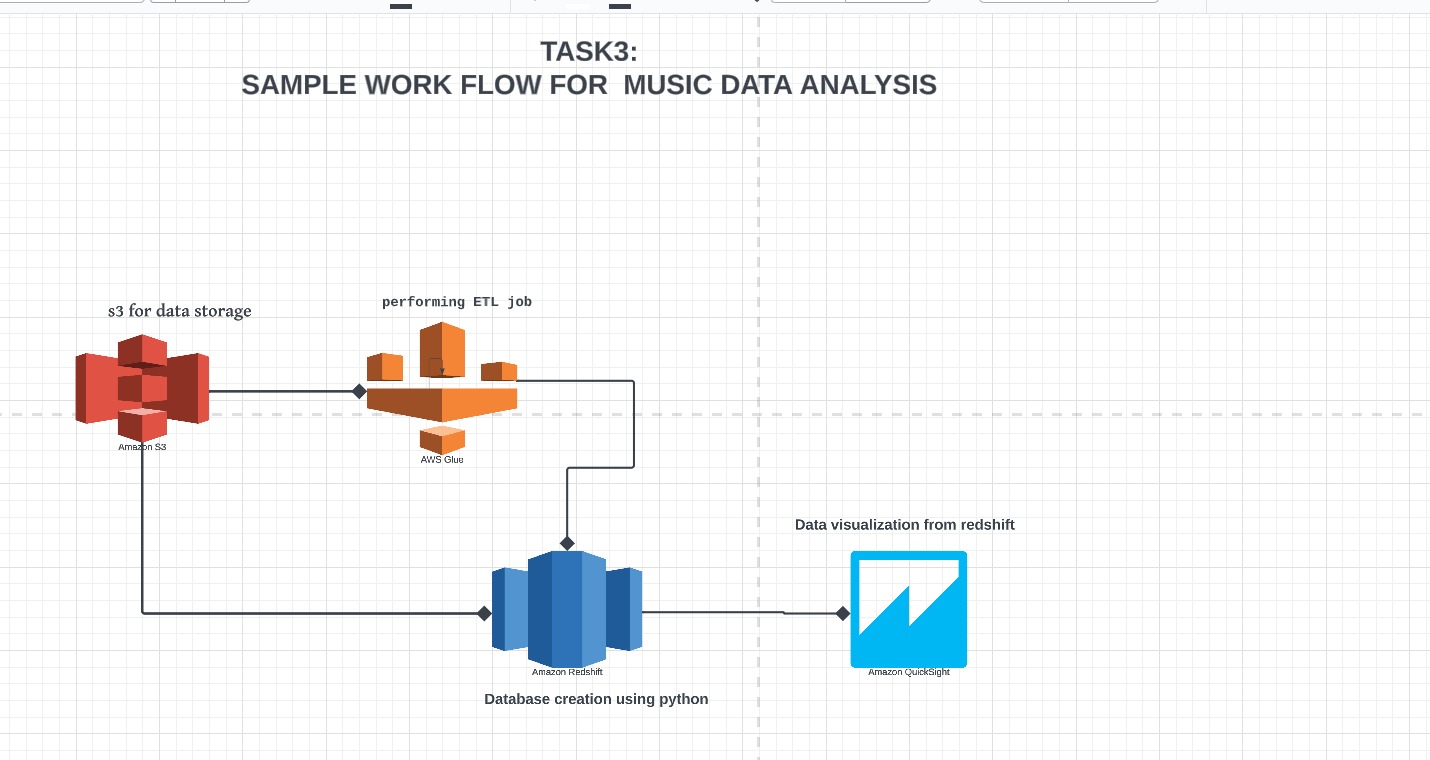 TASK3:
SAMPLE WORK FLOW FOR MUSIC DATA ANALYSIS
s3 for data storage
performing ETL job
Amazon S3
AWS Glue
Data visualization from redshift
Amazon Redshift
Amazon QuickSight
Database creation using python